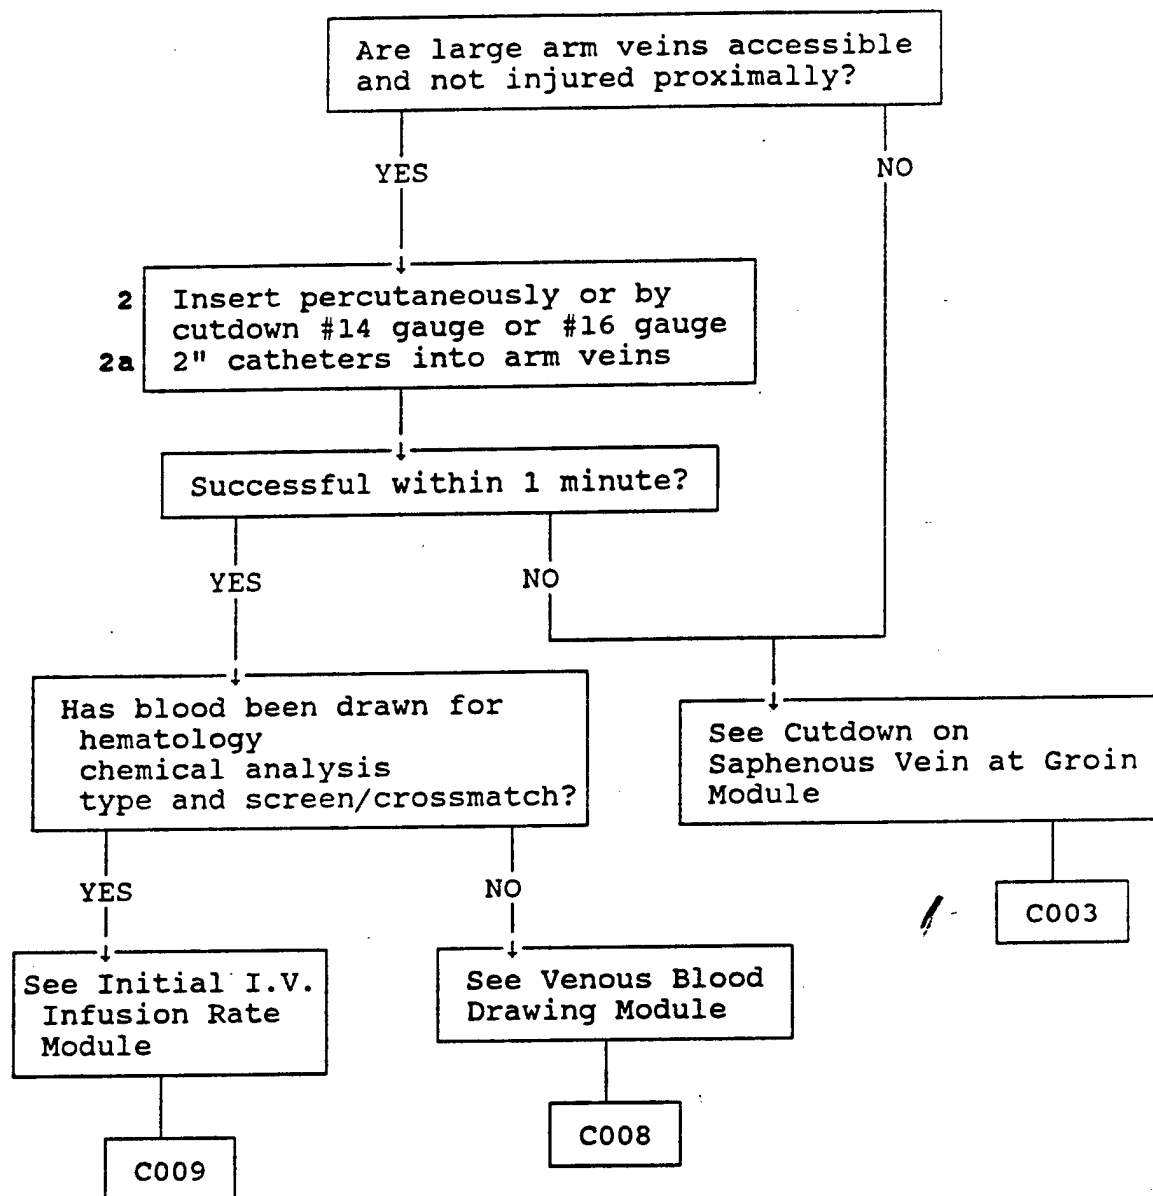 Are large arm veins accessible
and not injured proximally?
YES
NO
2 Insert percutaneously or by
cutdown #14 gauge or #16 gauge
2a 2" catheters into arm veins
Successful within 1 minute?
YES
NO
Has blood been drawn for
hematology
chemical analysis
type and screen/crossmatch?
See Cutdown on
Saphenous Vein at Groin
Module
YES
NO
C003
See Initial I.V.
Infusion Rate
Module
See Venous Blood
Drawing Module
C008
C009